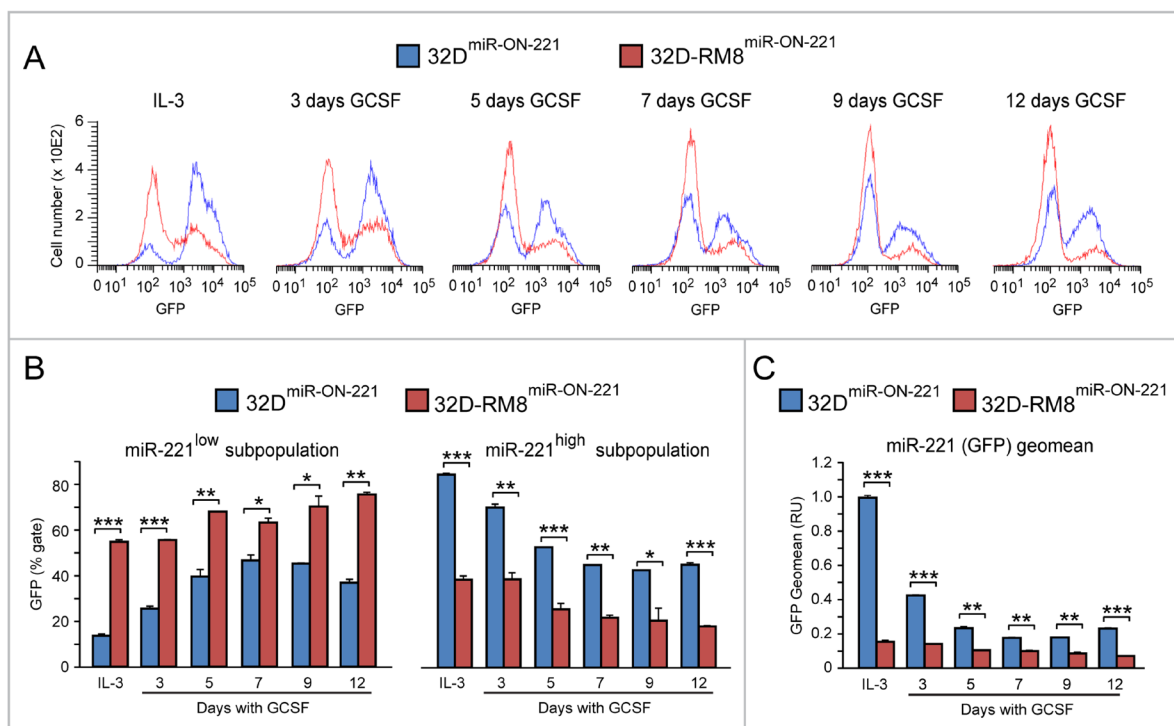 A
32D^miR-ON-221 32D-RM8^miR-ON-221
IL-3 3 days GCSF 5 days GCSF 7 days GCSF 9 days GCSF 12 days GCSF
Cell number (x 10E2)
6
4
2
0
0 10^1 10^2 10^3 10^4 10^5 0 10^1 10^2 10^3 10^4 10^5 0 10^1 10^2 10^3 10^4 10^5 0 10^1 10^2 10^3 10^4 10^5 0 10^1 10^2 10^3 10^4 10^5 0 10^1 10^2 10^3 10^4 10^5
GFP GFP GFP GFP GFP GFP
B
32D^miR-ON-221 32D-RM8^miR-ON-221
miR-221^low subpopulation
GFP (% gate)
80
60
40
20
0
*** *** ** * * **
IL-3 3 5 7 9 12
Days with GCSF
miR-221^high subpopulation
*** ** *** ** * ***
IL-3 3 5 7 9 12
Days with GCSF
C
32D^miR-ON-221 32D-RM8^miR-ON-221
miR-221 (GFP) geomean
GFP Geomean (RU)
1.2
1.0
0.8
0.6
0.4
0.2
0
*** *** ** ** ** ***
IL-3 3 5 7 9 12
Days with GCSF